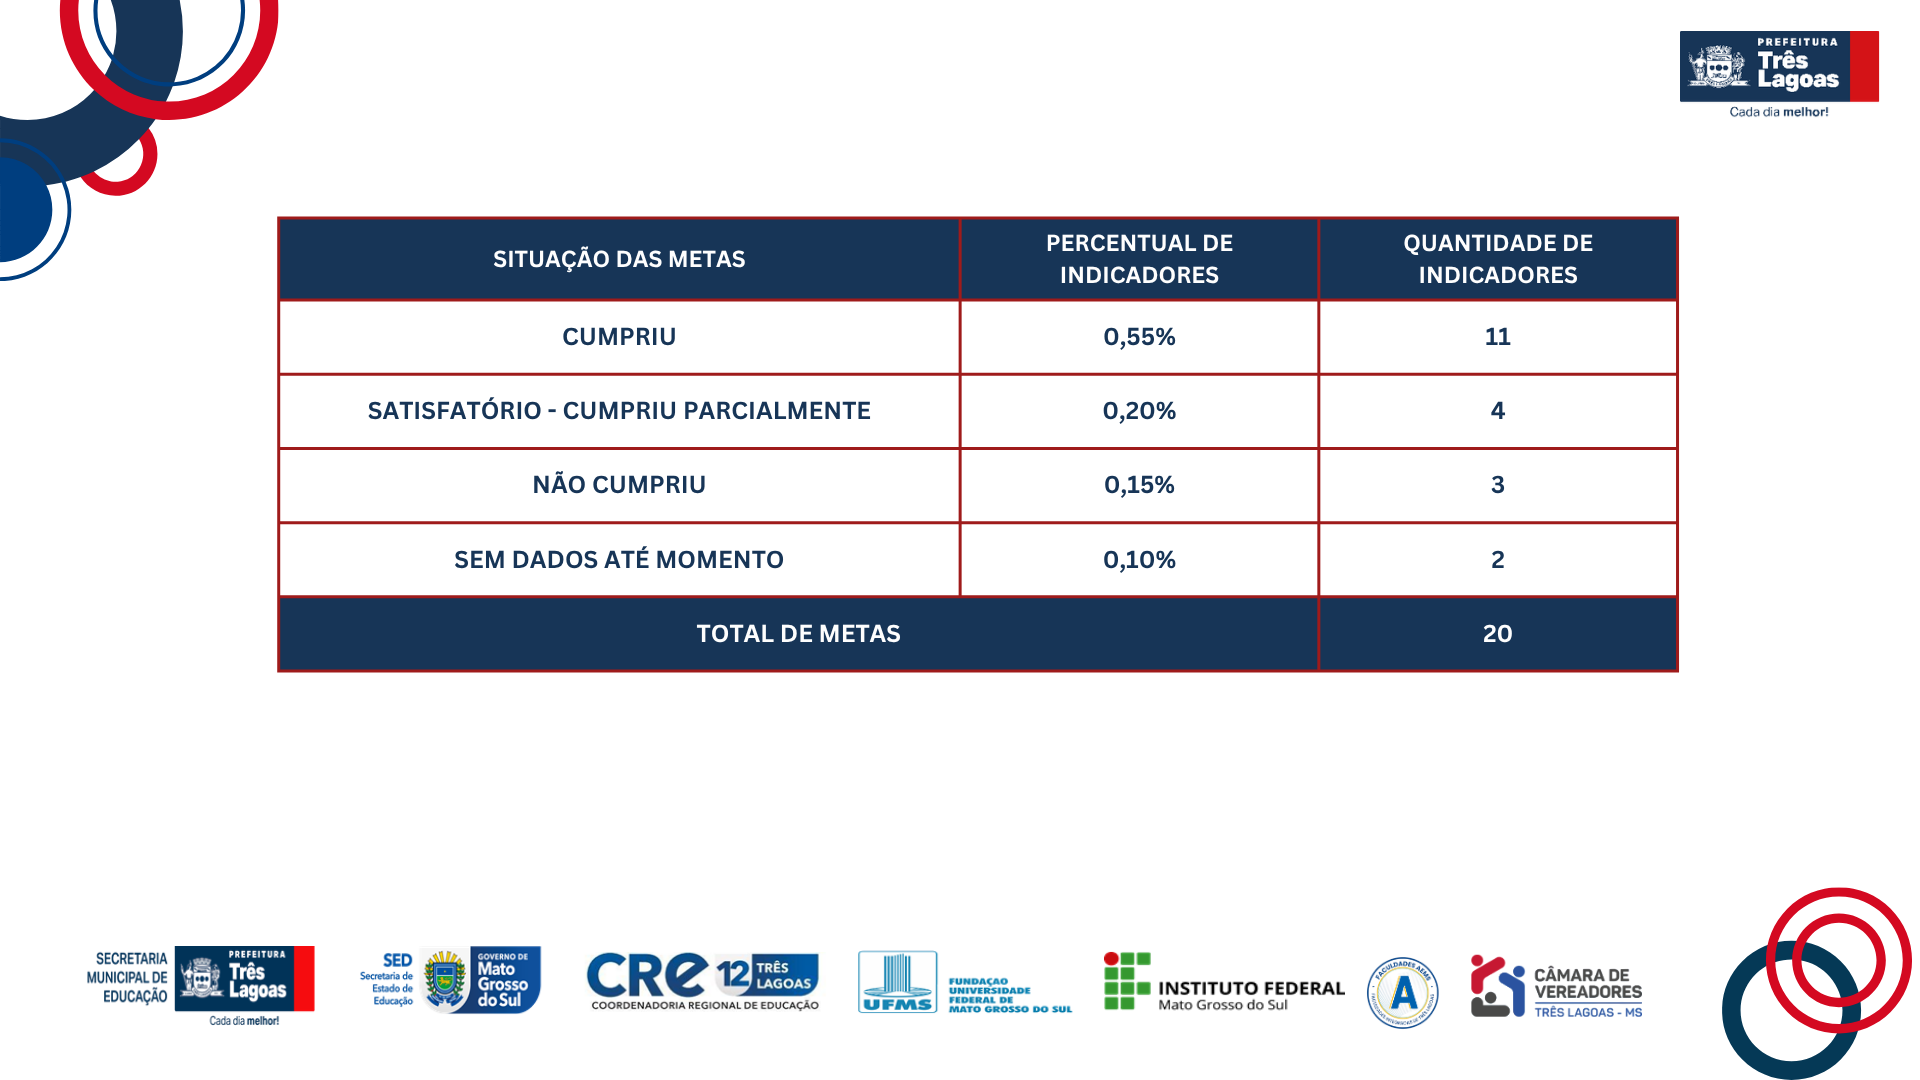 PREFEITURA
Três
Lagoas
Cada dia melhor!
SITUAÇÃO DAS METAS
PERCENTUAL DE
INDICADORES
QUANTIDADE DE
INDICADORES
CUMPRIU
0,55%
11
SATISFATÓRIO - CUMPRIU PARCIALMENTE
0,20%
4
NÃO CUMPRIU
0,15%
3
SEM DADOS ATÉ MOMENTO
0,10%
2
TOTAL DE METAS
20
SECRETARIA
MUNICIPAL DE
EDUCAÇÃO
PREFEITURA
Três
Lagoas
Cada dia melhor!
SED
Secretaria de
Estado de
Educação
GOVERNO DE
Mato
Grosso
do Sul
CRE 12 TRÊS
LAGOAS
COORDENADORIA REGIONAL DE EDUCAÇÃO
UFMS
FUNDAÇAO
UNIVERSIDADE
FEDERAL DE
MATO GROSSO DO SUL
INSTITUTO FEDERAL
Mato Grosso do Sul
FACULDADES AEMS
A
CÂMARA DE
VEREADORES
TRÊS LAGOAS - MS